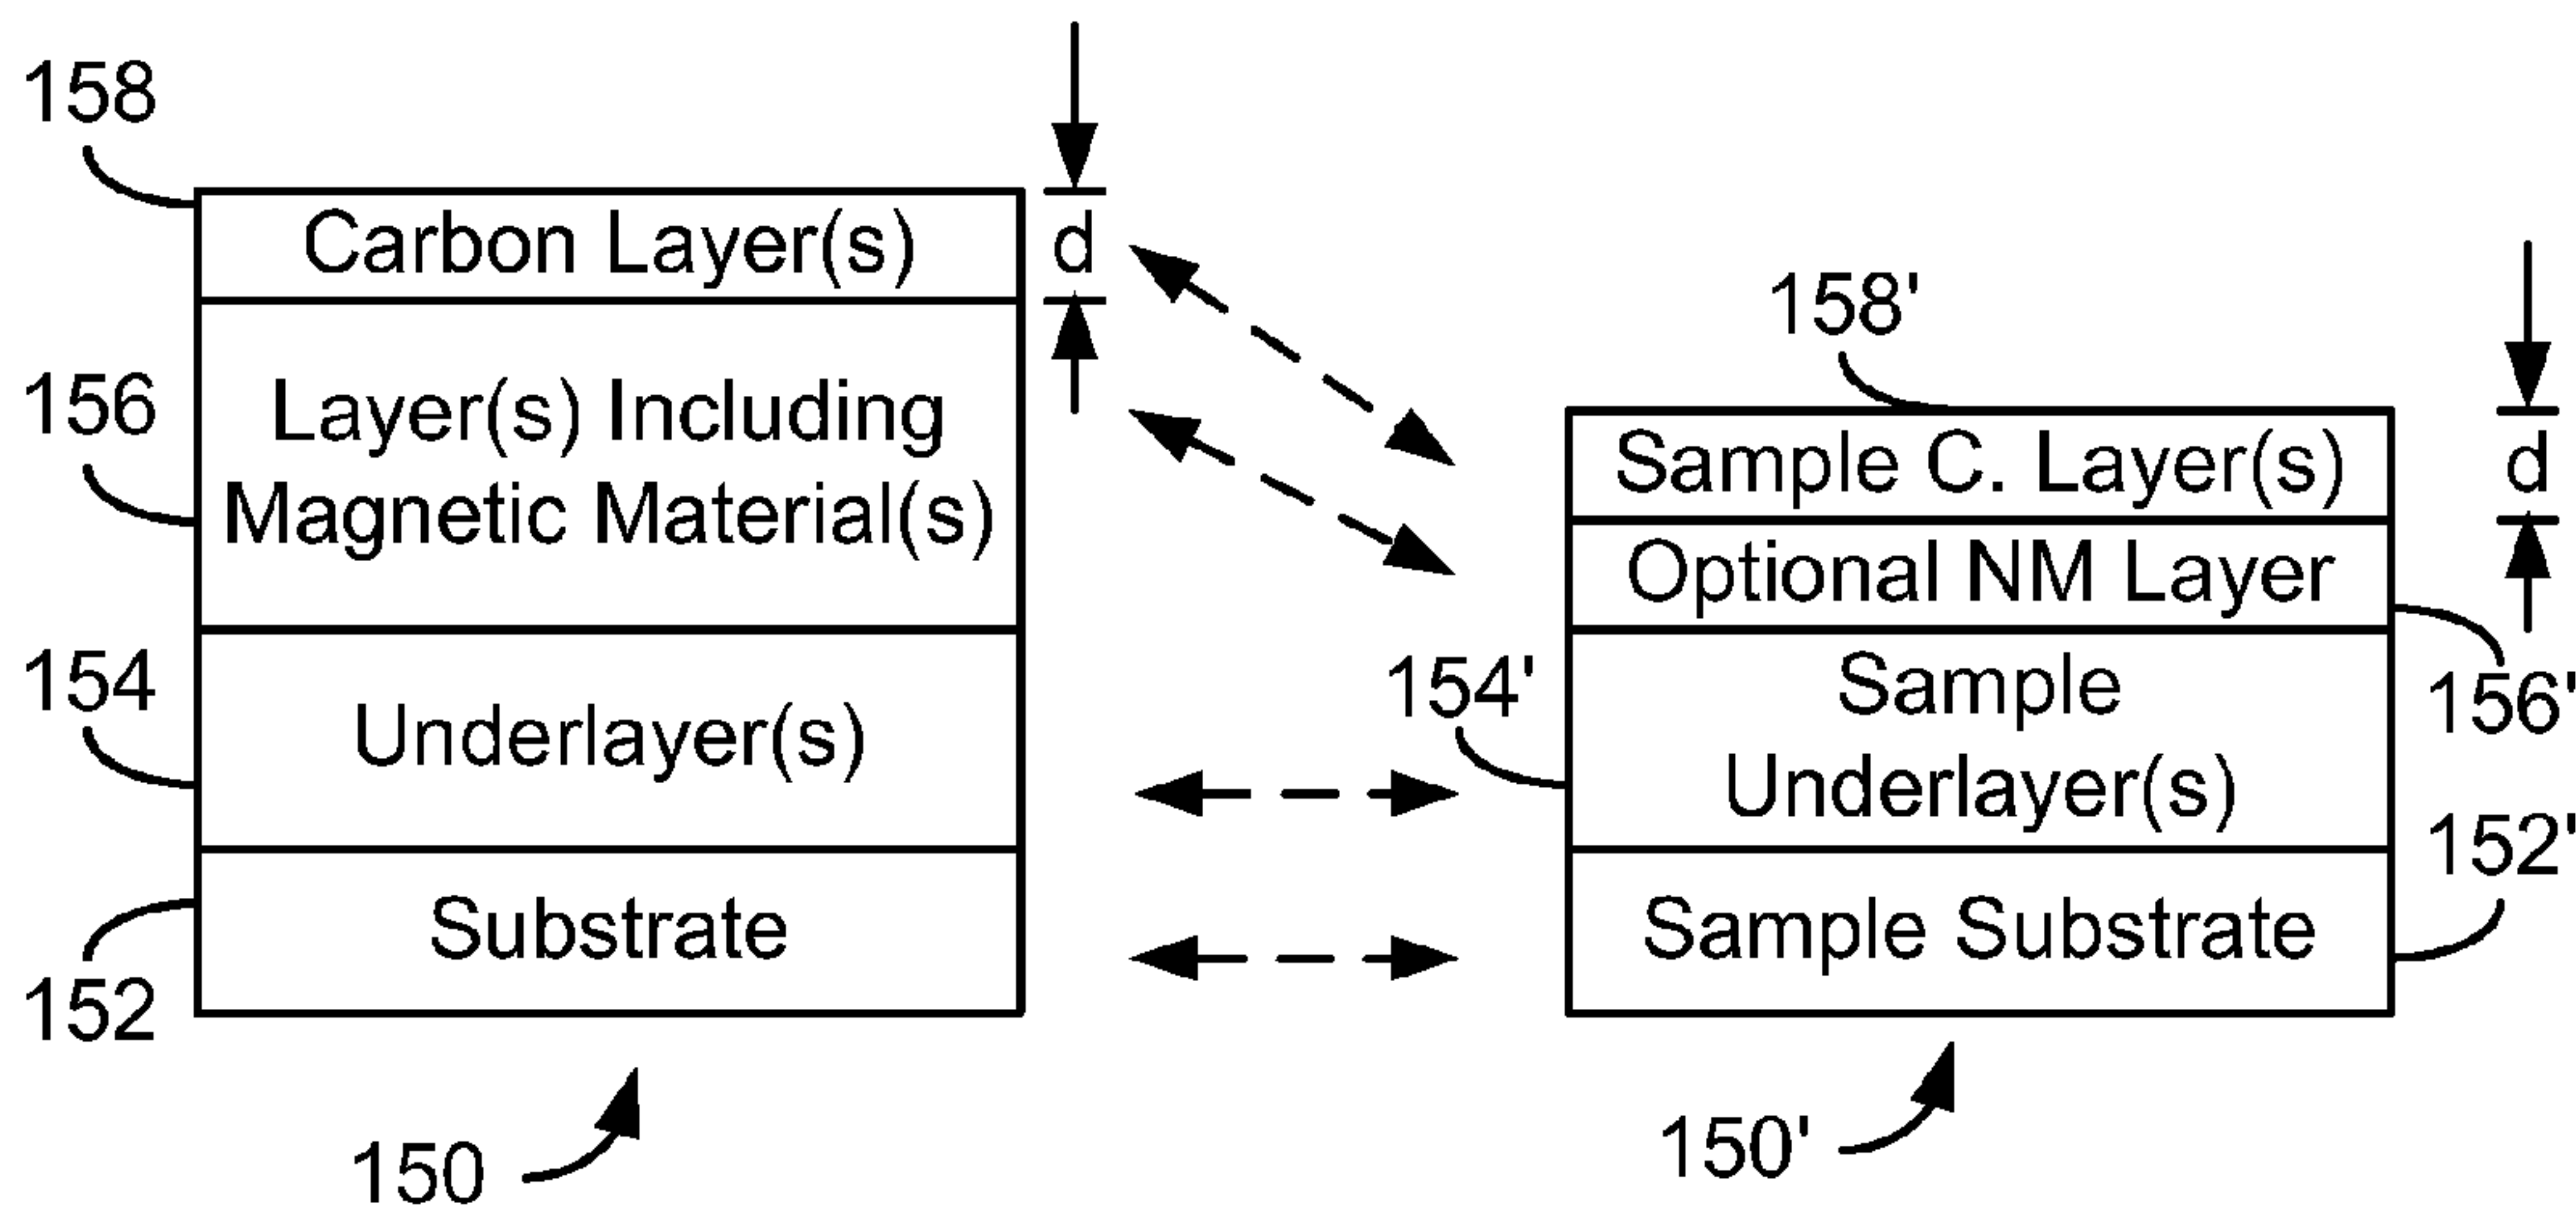 158
Carbon Layer(s)
d
156
Layer(s) Including
Magnetic Material(s)
154
Underlayer(s)
152
Substrate
150
158'
Sample C. Layer(s)
d
Optional NM Layer
156'
154'
Sample
Underlayer(s)
152'
Sample Substrate
150'